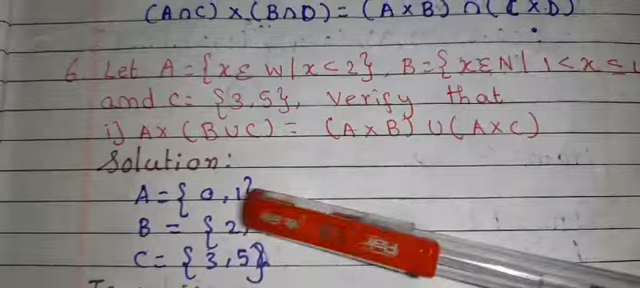 (A∩C) × (B∩D) = (A×B) ∩ (C×D)
6. Let A = {x ∈ W | x < 2}, B = {x ∈ N | 1 < x ≤
and C = {3,5}, Verify that
i) A×(B∪C) = (A×B) ∪ (A×C)
Solution:
A = {0,1}
B = {2,
C = {3,5}